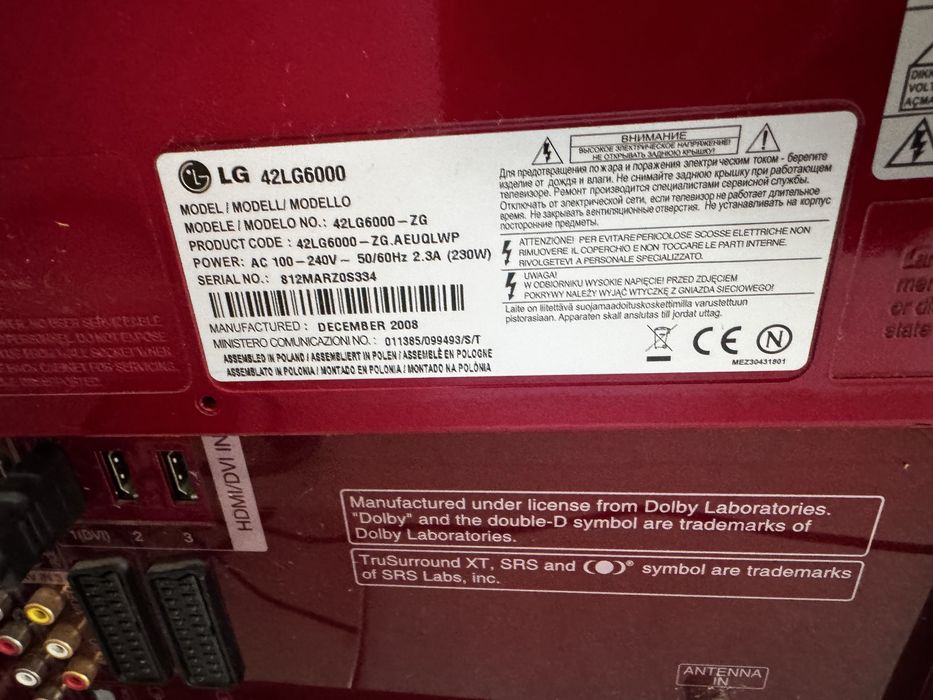 LG 42LG6000
MODEL / MODELL/ MODELLO
MODELE / MODELO NO.: 42LG6000-ZG
PRODUCT CODE : 42LG6000-ZG.AEUQLWP
POWER: AC 100-240V~ 50/60Hz 2.3A (230W)
SERIAL NO.: 812MARZ0S334
MANUFACTURED : DECEMBER 2008
MINISTERO COMUNICAZIONI NO.: 011385/099493/S/T
ASSEMBLED IN POLAND / ASSEMBLIERT IN POLEN / ASSEMBLÉ EN POLOGNE
ASSEMBLATO IN POLONIA / MONTADO EN POLONIA / MONTADO NA POLÓNIA
ВНИМАНИЕ
ВЫСОКОЕ ЭЛЕКТРИЧЕСКОЕ НАПРЯЖЕНИЕ!
НЕ ОТКРЫВАТЬ ЗАДНЮЮ КРЫШКУ!
Для предотвращения пожара и поражения электрическим током - берегите
изделие от дождя и влаги. Не снимайте заднюю крышку при работающем
телевизоре. Ремонт производится специалистами сервисной службы.
Отключать от электрической сети, если телевизор не работает длительное
время. Не закрывать вентиляционные отверстия. Не устанавливать на корпус
посторонние предметы.
ATTENZIONE! PER EVITARE PERICOLOSE SCOSSE ELETTRICHE NON
RIMUOVERE IL COPERCHIO E NON TOCCARE LE PARTI INTERNE.
RIVOLGETEVI A PERSONALE SPECIALIZZATO.
UWAGA!
W ODBIORNIKU WYSOKIE NAPIĘCIE! PRZED ZDJĘCIEM
POKRYWY NALEŻY WYJĄĆ WTYCZKĘ Z GNIAZDA SIECIOWEGO!
Laite on liitettävä suojamaadoituskoskettimilla varustettuun
pistorasiaan. Apparaten skall anslutas till jordat uttag.
CE N
MEZ30431801
DIKK
VOLT
AÇMA
HDMI/DVI IN
1(DVI) 2 3
Manufactured under license from Dolby Laboratories.
"Dolby" and the double-D symbol are trademarks of
Dolby Laboratories.
TruSurround XT, SRS and ® symbol are trademarks
of SRS Labs, inc.
ANTENNA
IN